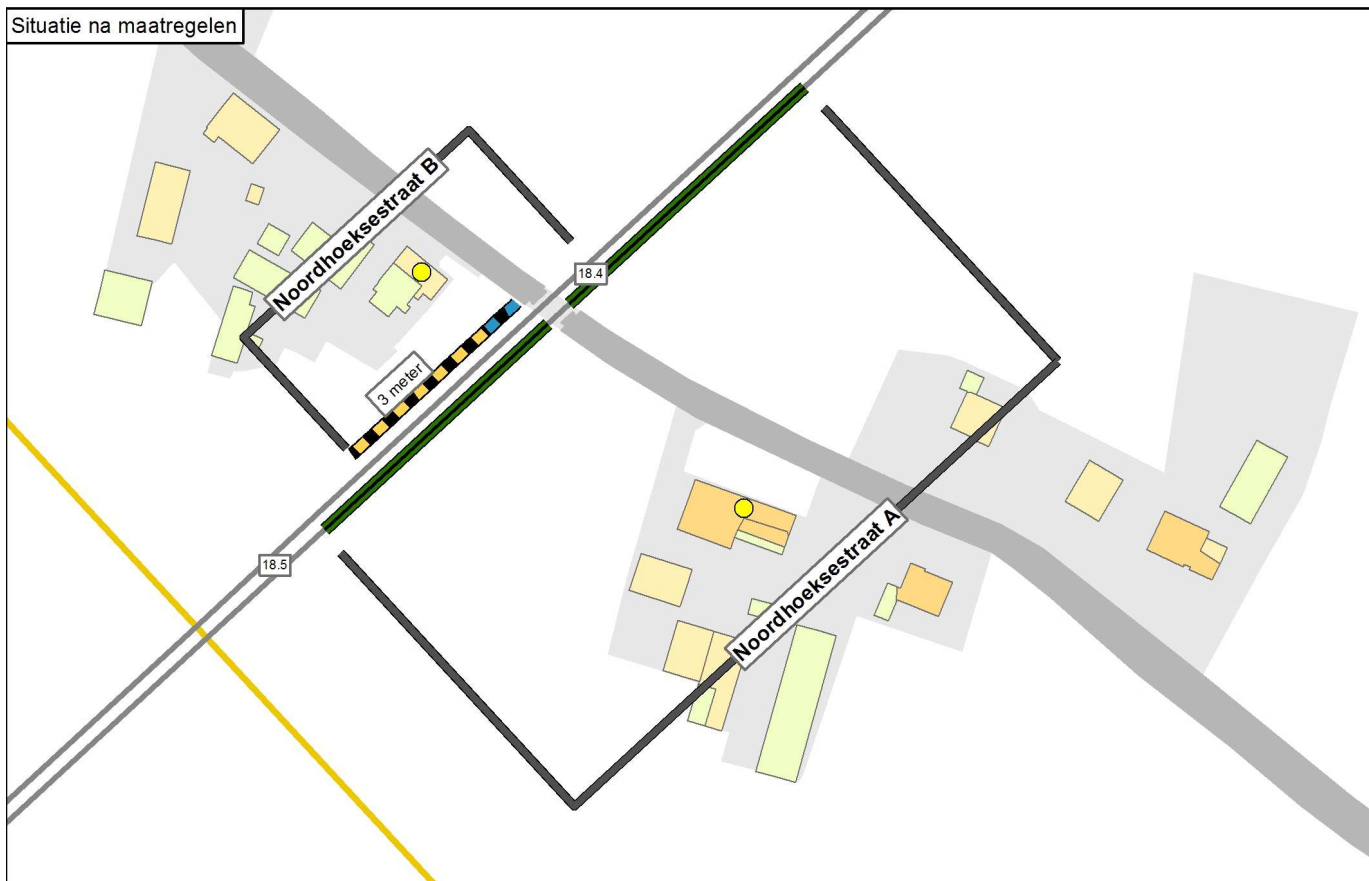 Situatie na maatregelen
Noordhoeksestraat B
18.4
3 meter
18.5
Noordhoeksestraat A